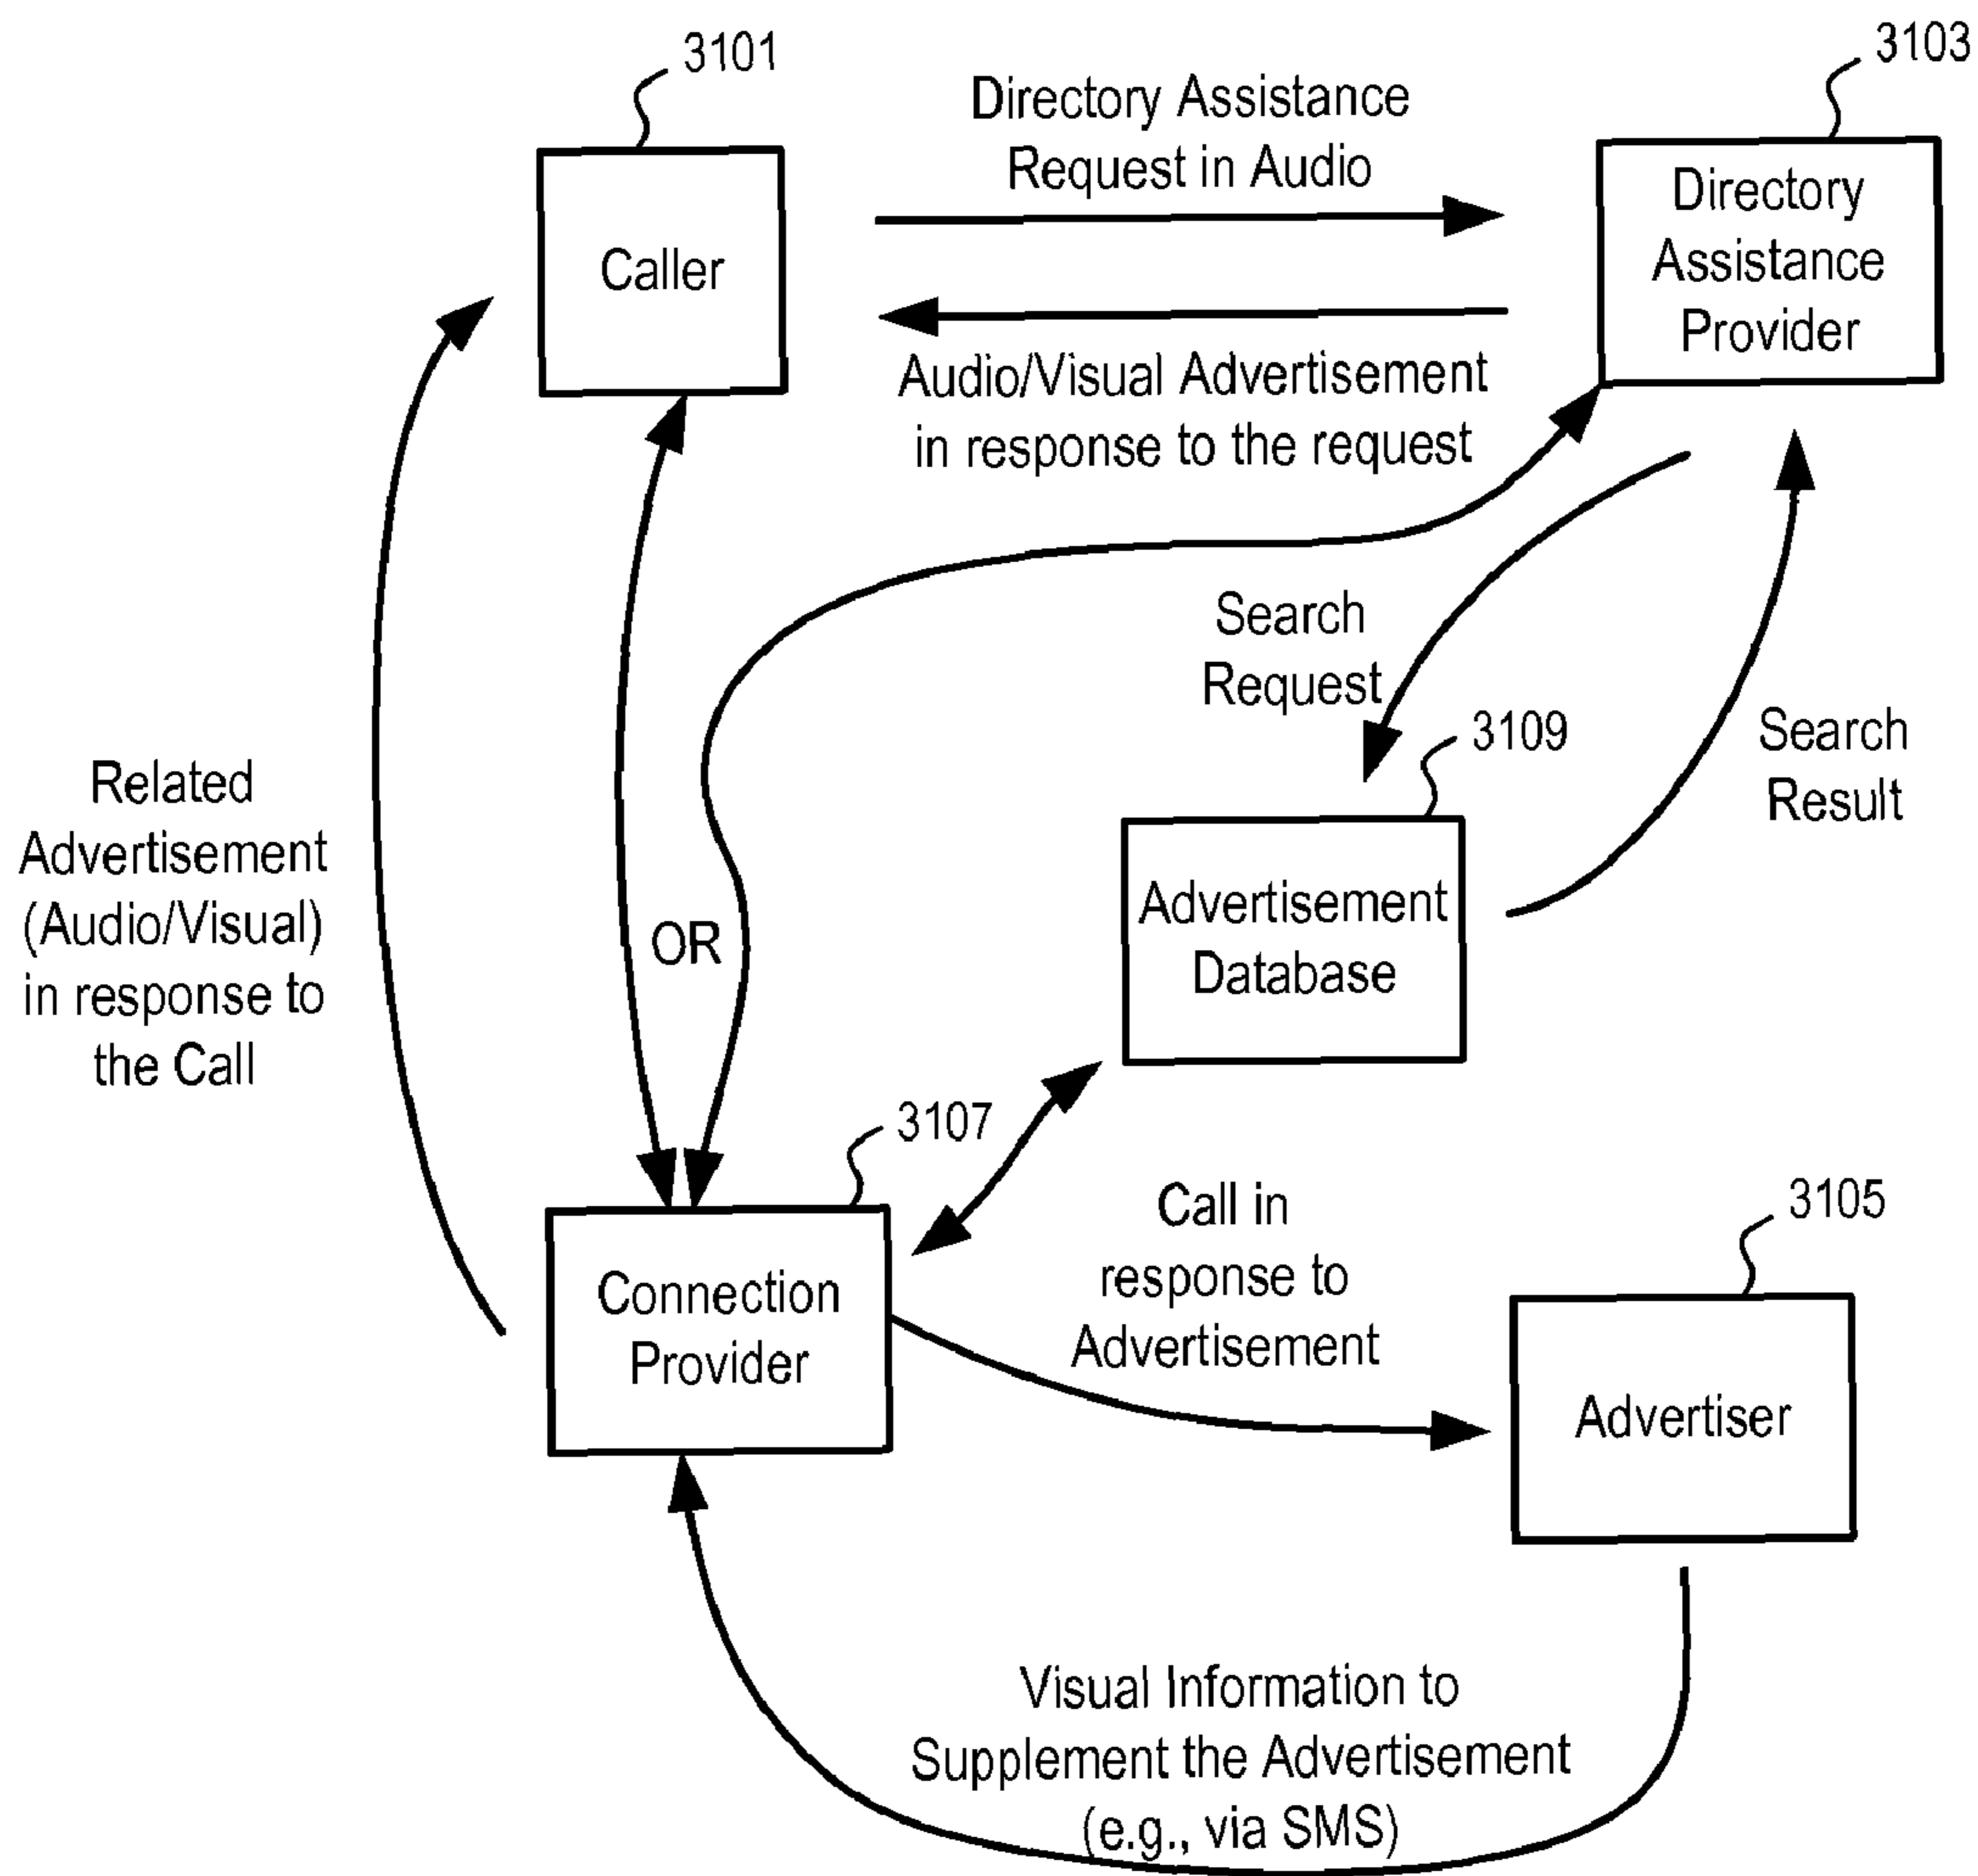 3101
3103
Directory Assistance
Request in Audio
Caller
Directory
Assistance
Provider
Audio/Visual Advertisement
in response to the request
Search
Request
3109
Search
Result
Related
Advertisement
(Audio/Visual)
in response to
the Call
OR
Advertisement
Database
3107
Call in
response to
Advertisement
3105
Connection
Provider
Advertiser
Visual Information to
Supplement the Advertisement
(e.g., via SMS)